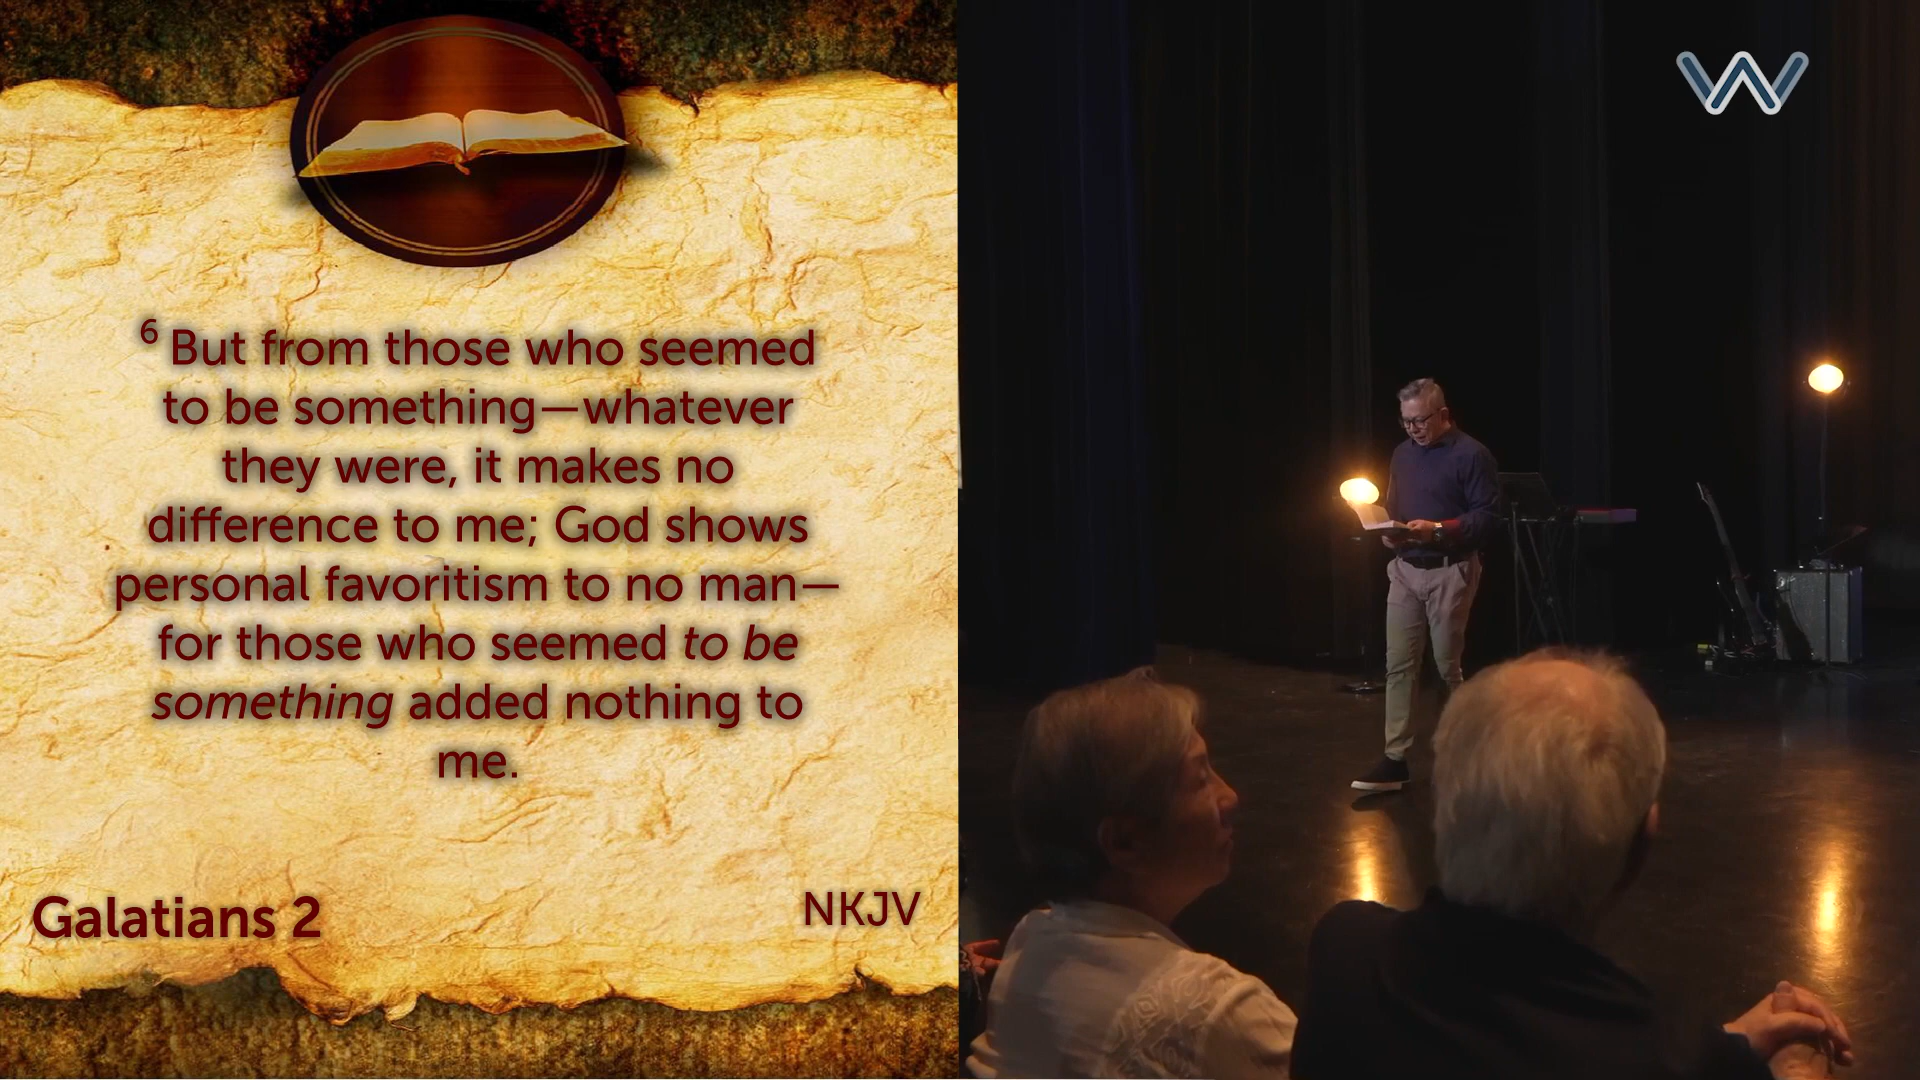 6 But from those who seemed
to be something—whatever
they were, it makes no
difference to me; God shows
personal favoritism to no man—
for those who seemed to be
something added nothing to
me.
Galatians 2
NKJV